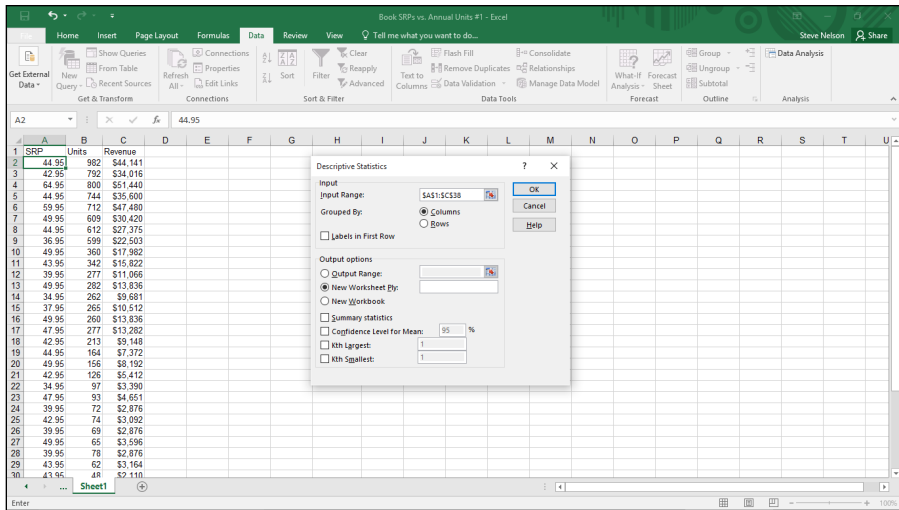 Book SRPs vs. Annual Units #1 - Excel
File Home Insert Page Layout Formulas Data Review View Tell me what you want to do... Steve Nelson Share
Get External Data
New Query
Show Queries
From Table
Recent Sources
Get & Transform
Refresh All
Connections
Properties
Edit Links
Connections
Sort
Filter
Clear
Reapply
Advanced
Sort & Filter
Text to Columns
Flash Fill
Remove Duplicates
Data Validation
Consolidate
Relationships
Manage Data Model
Data Tools
What-If Analysis
Forecast Sheet
Forecast
Group
Ungroup
Subtotal
Outline
Data Analysis
Analysis
A2 fx 44.95
A B C D E F G H I J K L M N O P Q R S T U
1 SRP Units Revenue
2 44.95 982 $44,141
3 42.95 792 $34,016
4 64.95 800 $51,440
5 44.95 744 $35,600
6 59.95 712 $47,480
7 49.95 609 $30,420
8 44.95 612 $27,375
9 36.95 599 $22,503
10 49.95 360 $17,982
11 43.95 342 $15,822
12 39.95 277 $11,066
13 49.95 282 $13,836
14 34.95 262 $9,681
15 37.95 265 $10,512
16 49.95 260 $13,836
17 47.95 277 $13,282
18 42.95 213 $9,148
19 44.95 164 $7,372
20 49.95 156 $8,192
21 42.95 126 $5,412
22 34.95 97 $3,390
23 47.95 93 $4,651
24 39.95 72 $2,876
25 42.95 74 $3,092
26 39.95 69 $2,876
27 49.95 65 $3,596
28 39.95 78 $2,876
29 43.95 62 $3,164
30 43.95 48 $2,110
Descriptive Statistics ? ×
Input
Input Range: $A$1:$C$38
Grouped By: Columns
Rows
Labels in First Row
OK
Cancel
Help
Output options
Output Range:
New Worksheet Ply:
New Workbook
Summary statistics
Confidence Level for Mean: 95 %
Kth Largest: 1
Kth Smallest: 1
... Sheet1
Enter 100%